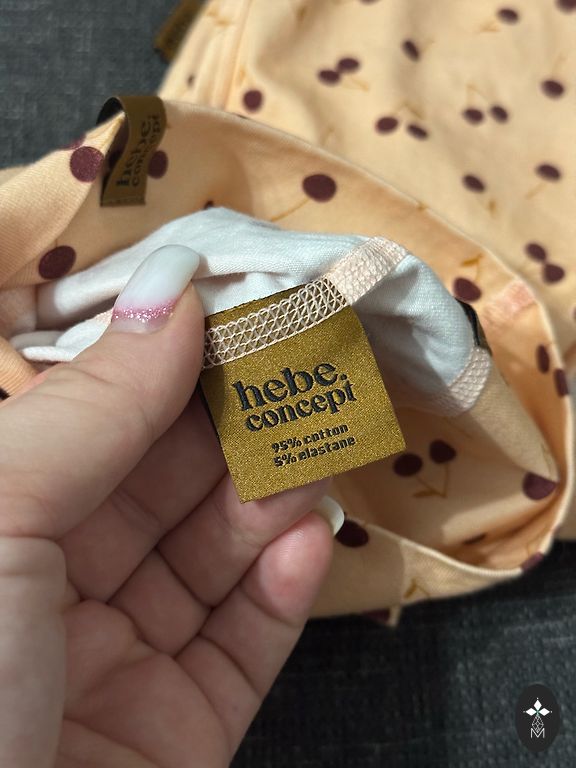 hebe.
concept
hebe.
concept
95% cotton
5% elastane
M